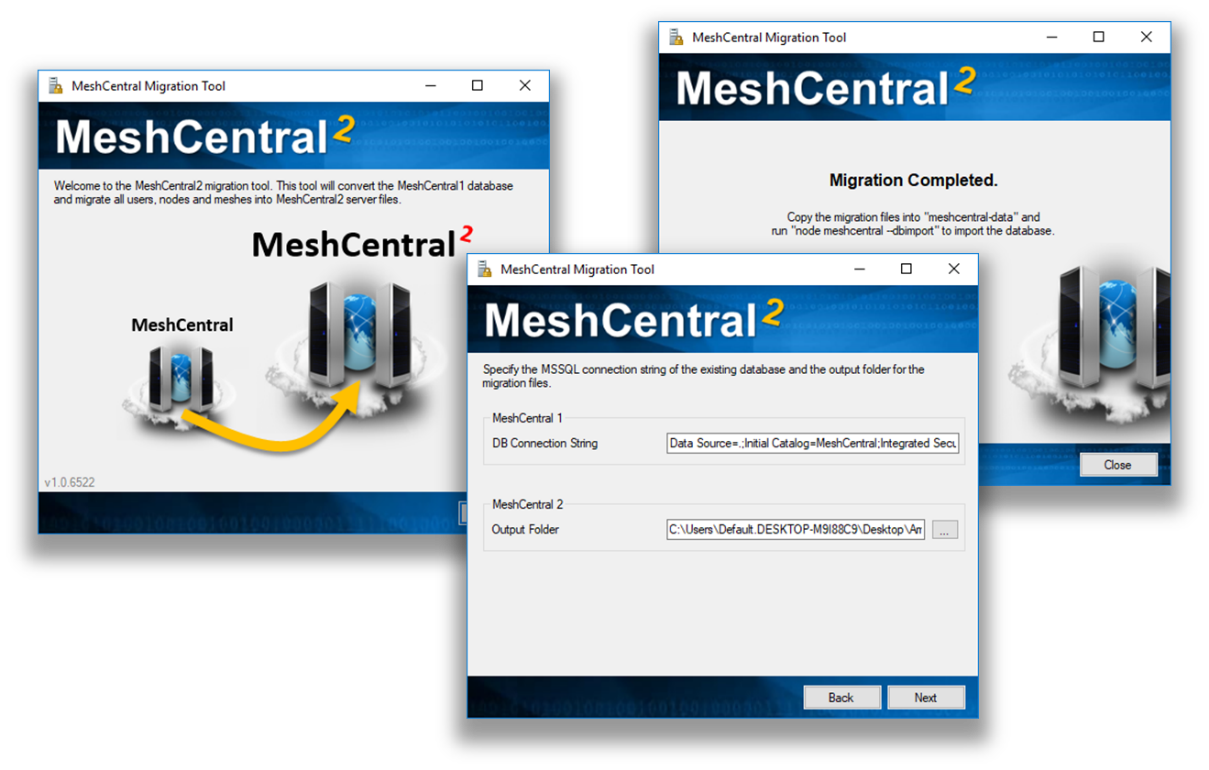 MeshCentral Migration Tool
MeshCentral2
Welcome to the MeshCentral2 migration tool. This tool will convert the MeshCentral1 database
and migrate all users, nodes and meshes into MeshCentral2 server files.
MeshCentral2
MeshCentral
v1.0.6522
MeshCentral Migration Tool
MeshCentral2
Migration Completed.
Copy the migration files into "meshcentral-data" and
run "node meshcentral --dbimport" to import the database.
Close
MeshCentral Migration Tool
MeshCentral2
Specify the MSSQL connection string of the existing database and the output folder for the
migration files.
MeshCentral 1
DB Connection String
Data Source=.;Initial Catalog=MeshCentral;Integrated Secu
MeshCentral 2
Output Folder
C:\Users\Default.DESKTOP-M9I88C9\Desktop\
...
Back
Next